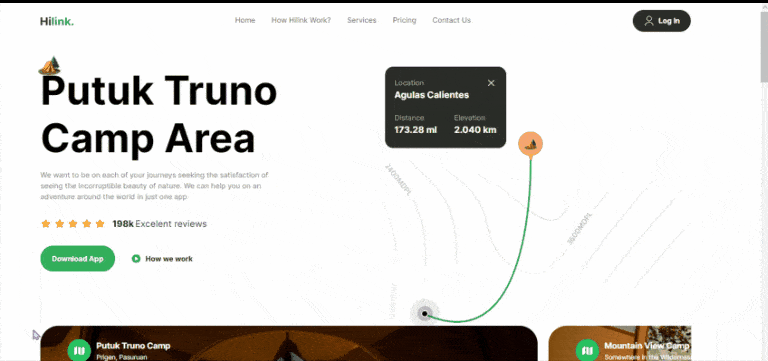 Hilink.
Home
How Hilink Work?
Services
Pricing
Contact Us
Log In
Putuk Truno
Camp Area
We want to be on each of your journeys seeking the satisfaction of
seeing the incorruptible beauty of nature. We can help you on an
adventure around the world in just one app
198k Excelent reviews
Download App
How we work
Location
Agulas Calientes
Distance
173.28 mi
Elevation
2.040 km
1400MDPL
1800MDPL
Putuk Truno Camp
Prigen, Pasuruan
Mountain View Camp
Somewhere in the Wilderness